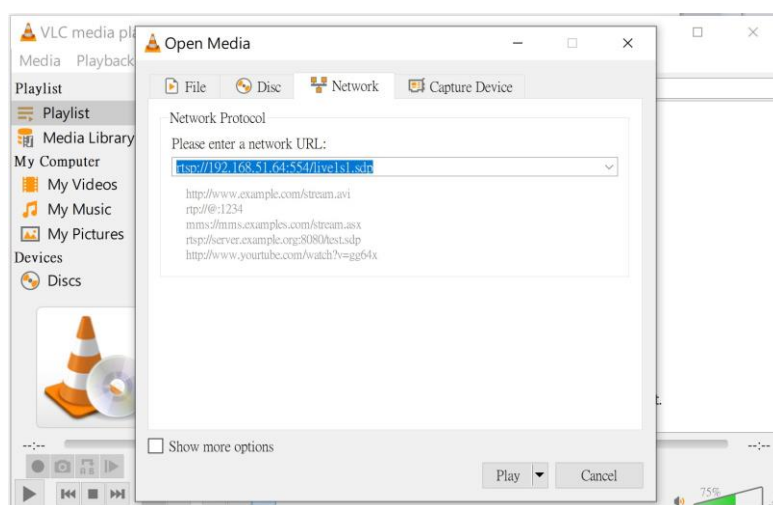 VLC media pla
Media Playback
Playlist
Playlist
Media Library
My Computer
My Videos
My Music
My Pictures
Devices
Discs
--:--
Open Media
File Disc Network Capture Device
Network Protocol
Please enter a network URL:
rtsp://192.168.51.64:554/live1s1.sdp
http://www.example.com/stream.avi
rtp://@:1234
mms://mms.examples.com/stream.asx
rtsp://server.example.org:8080/test.sdp
http://www.yourtube.com/watch?v=gg64x
Show more options
Play Cancel
t.
--:--
75%